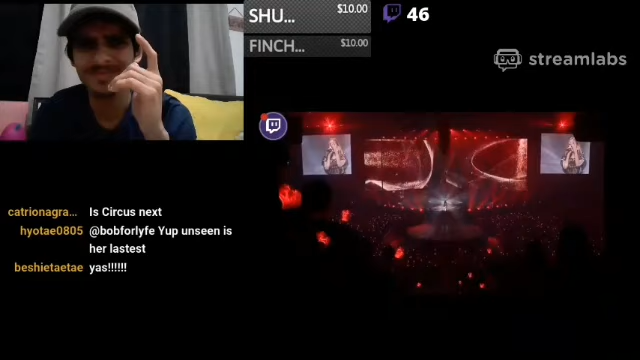 SHU...
$10.00
FINCH...
$10.00
46
streamlabs
catrionagra... Is Circus next
hyotae0805 @bobforlyfe Yup unseen is
her lastest
beshietaetae yas!!!!!!